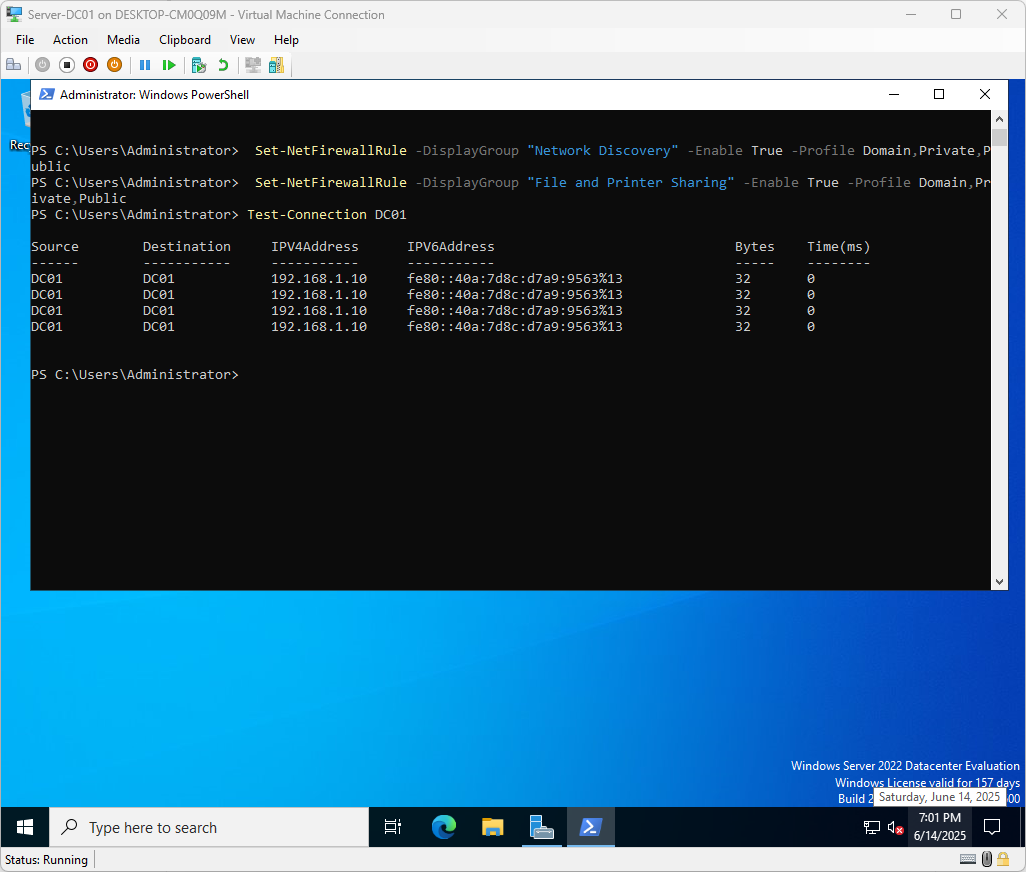 Server-DC01 on DESKTOP-CM0Q09M - Virtual Machine Connection
File Action Media Clipboard View Help
Administrator: Windows PowerShell
Rec
PS C:\Users\Administrator>  Set-NetFirewallRule -DisplayGroup "Network Discovery" -Enable True -Profile Domain,Private,P
ublic
PS C:\Users\Administrator>  Set-NetFirewallRule -DisplayGroup "File and Printer Sharing" -Enable True -Profile Domain,Pr
ivate,Public
PS C:\Users\Administrator> Test-Connection DC01
Source        Destination     IPV4Address      IPV6Address                              Bytes    Time(ms)
------        -----------     -----------      -----------                              -----    --------
DC01          DC01            192.168.1.10     fe80::40a:7d8c:d7a9:9563%13              32       0
DC01          DC01            192.168.1.10     fe80::40a:7d8c:d7a9:9563%13              32       0
DC01          DC01            192.168.1.10     fe80::40a:7d8c:d7a9:9563%13              32       0
DC01          DC01            192.168.1.10     fe80::40a:7d8c:d7a9:9563%13              32       0
PS C:\Users\Administrator>
Windows Server 2022 Datacenter Evaluation
Windows License valid for 157 days
Build 2
Saturday, June 14, 2025
00
Type here to search
7:01 PM
6/14/2025
Status: Running